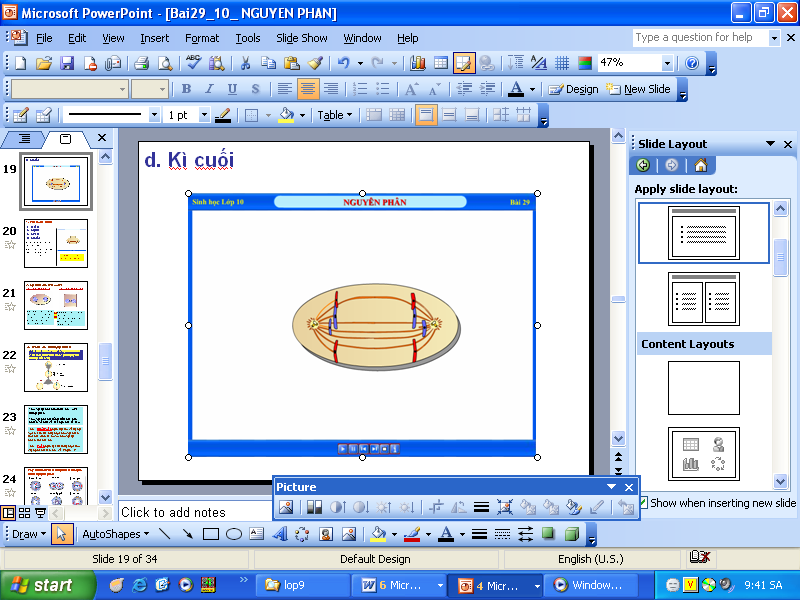 Microsoft PowerPoint - [Bai29_10_ NGUYEN PHAN]
File Edit View Insert Format Tools Slide Show Window Help
Type a question for help
47%
B I U S
A
Design
New Slide
1 pt
Table
19
20
21
22
23
24
d. Kì cuối
Sinh học Lớp 10
NGUYÊN PHÂN
Bài 29
Slide Layout
Apply slide layout:
Content Layouts
Show when inserting new slides
Picture
Click to add notes
Draw
AutoShapes
Slide 19 of 34
Default Design
English (U.S.)
start
lop9
6 Micr...
4 Micr...
Window...
9:41 SA